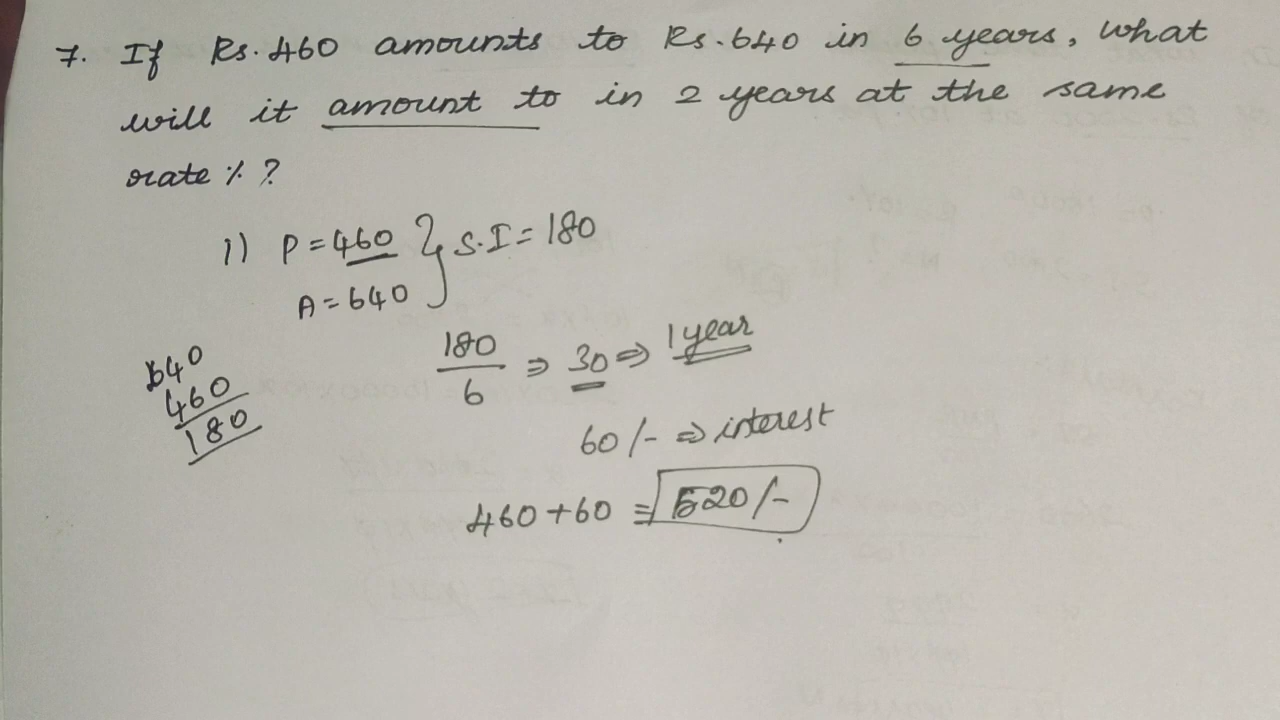 7. If Rs.460 amounts to Rs.640 in 6 years, what
will it amount to in 2 years at the same
rate % ?
1) P = 460 } S.I = 180
A = 640
640
460
180
180
6
⇒ 30 ⇒ 1 year
60/- ⇒ interest
460 + 60 = 520/-